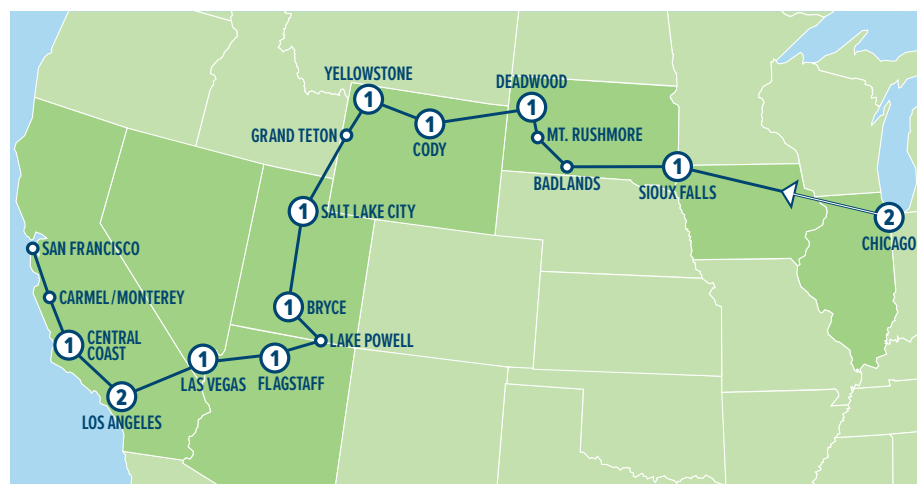 YELLOWSTONE
1
DEADWOOD
1
GRAND TETON
1
CODY
MT. RUSHMORE
BADLANDS
1
SIOUX FALLS
2
CHICAGO
1
SALT LAKE CITY
SAN FRANCISCO
CARMEL/MONTEREY
1
BRYCE
1
CENTRAL
COAST
LAKE POWELL
1
LAS VEGAS
1
FLAGSTAFF
2
LOS ANGELES